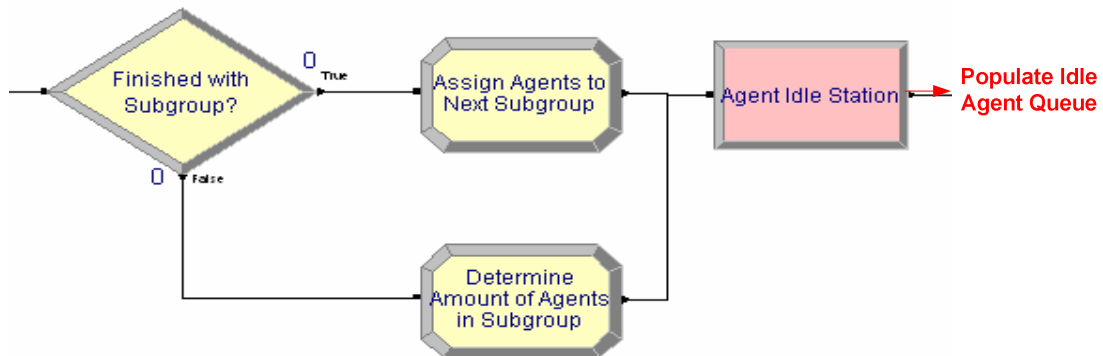 Finished with
Subgroup?
0
True
0
False
Assign Agents to
Next Subgroup
Determine
Amount of Agents
in Subgroup
Agent Idle Station
Populate Idle
Agent Queue